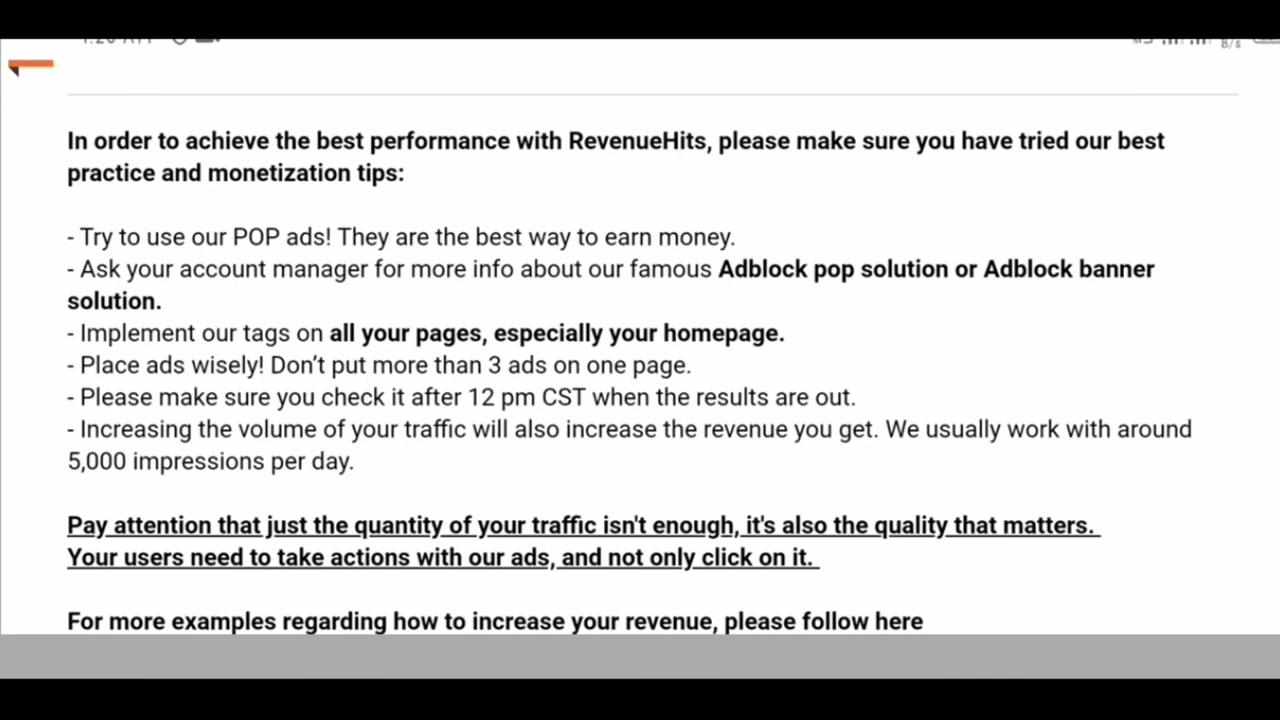 In order to achieve the best performance with RevenueHits, please make sure you have tried our best
practice and monetization tips:
- Try to use our POP ads! They are the best way to earn money.
- Ask your account manager for more info about our famous Adblock pop solution or Adblock banner
solution.
- Implement our tags on all your pages, especially your homepage.
- Place ads wisely! Don’t put more than 3 ads on one page.
- Please make sure you check it after 12 pm CST when the results are out.
- Increasing the volume of your traffic will also increase the revenue you get. We usually work with around
5,000 impressions per day.
Pay attention that just the quantity of your traffic isn't enough, it's also the quality that matters.
Your users need to take actions with our ads, and not only click on it.
For more examples regarding how to increase your revenue, please follow here